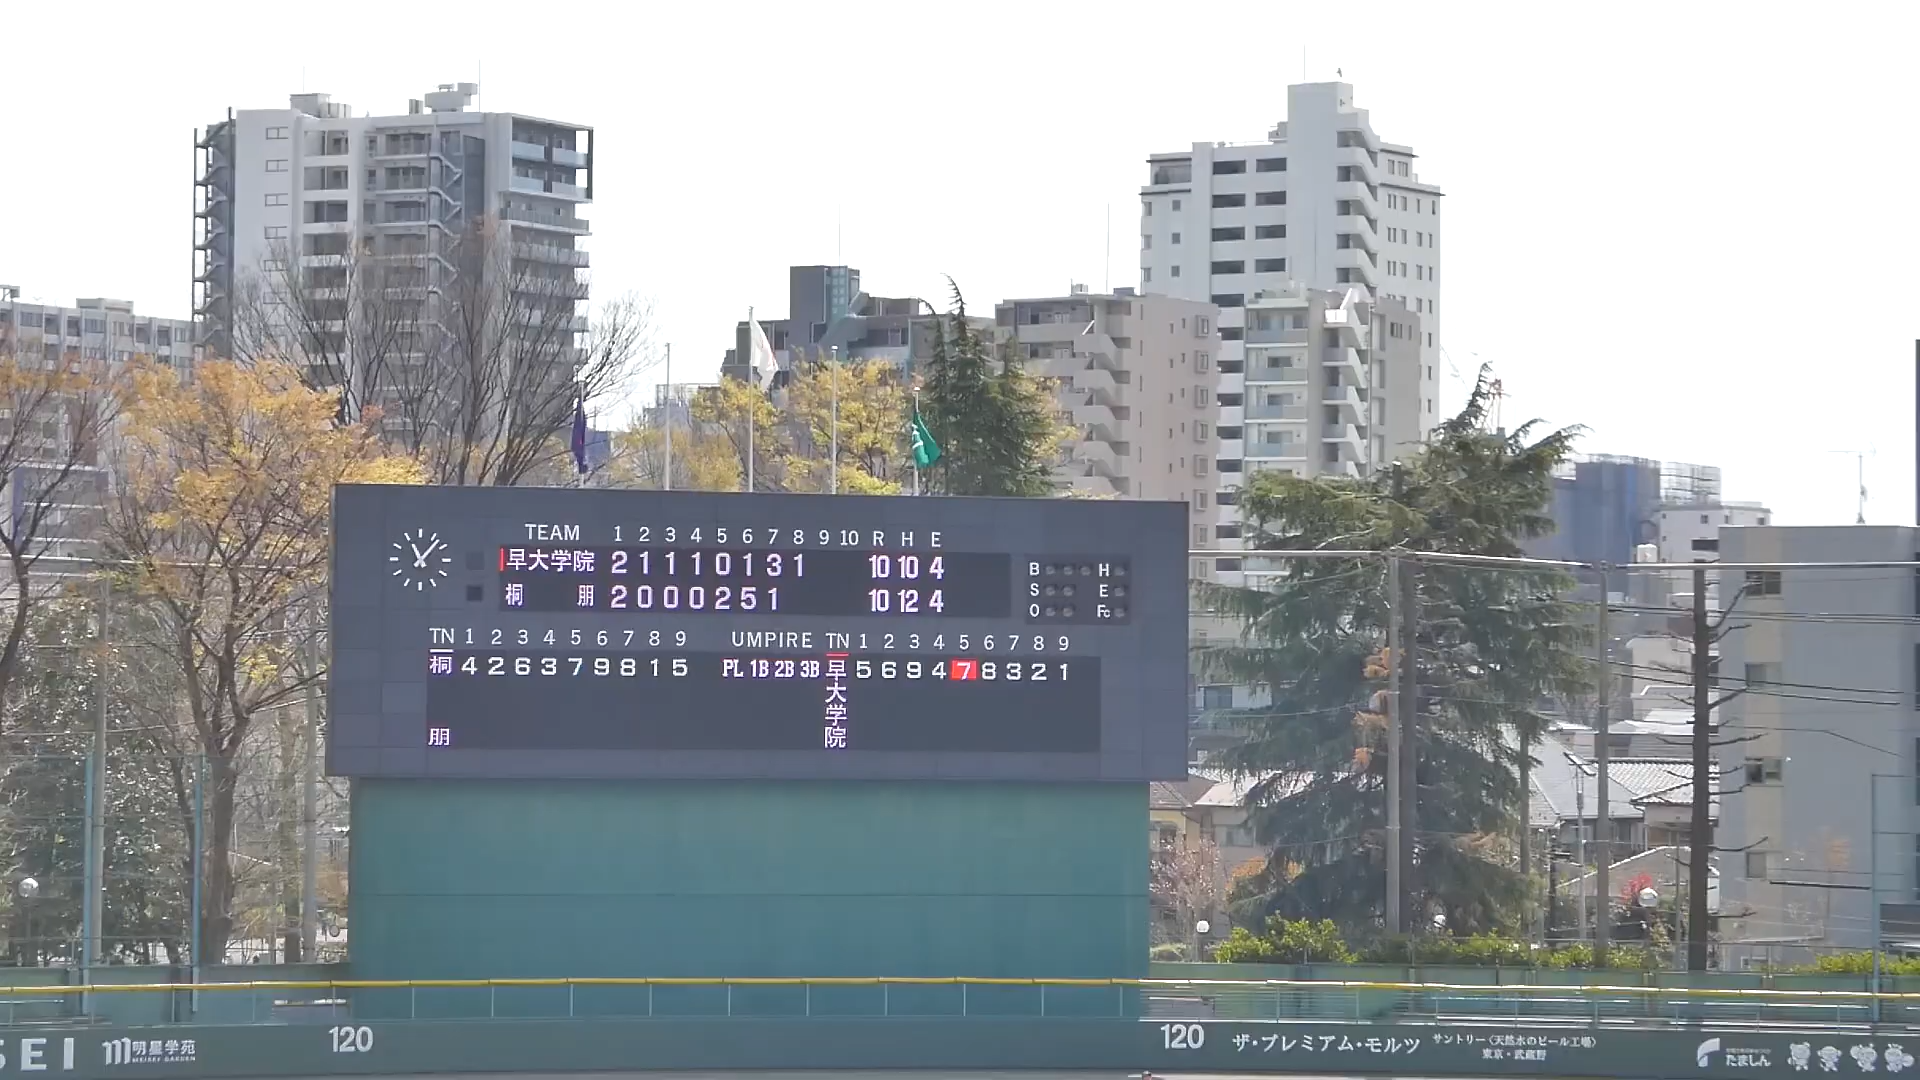 TEAM 1 2 3 4 5 6 7 8 9 10 R H E
早大学院 2 1 1 1 0 1 3 1 10 10 4
桐朋 2 0 0 0 2 5 1 10 12 4
B H
S E
O Fc
TN 1 2 3 4 5 6 7 8 9 UMPIRE TN 1 2 3 4 5 6 7 8 9
桐朋 4 2 6 3 7 9 8 1 5 PL 1B 2B 3B 早大学院 5 6 9 4 7 8 3 2 1
SEI 明星学苑
MEISEI GAKUEN
120
120
ザ・プレミアム・モルツ
サントリー〈天然水のビール工場〉
東京・武蔵野
たましん